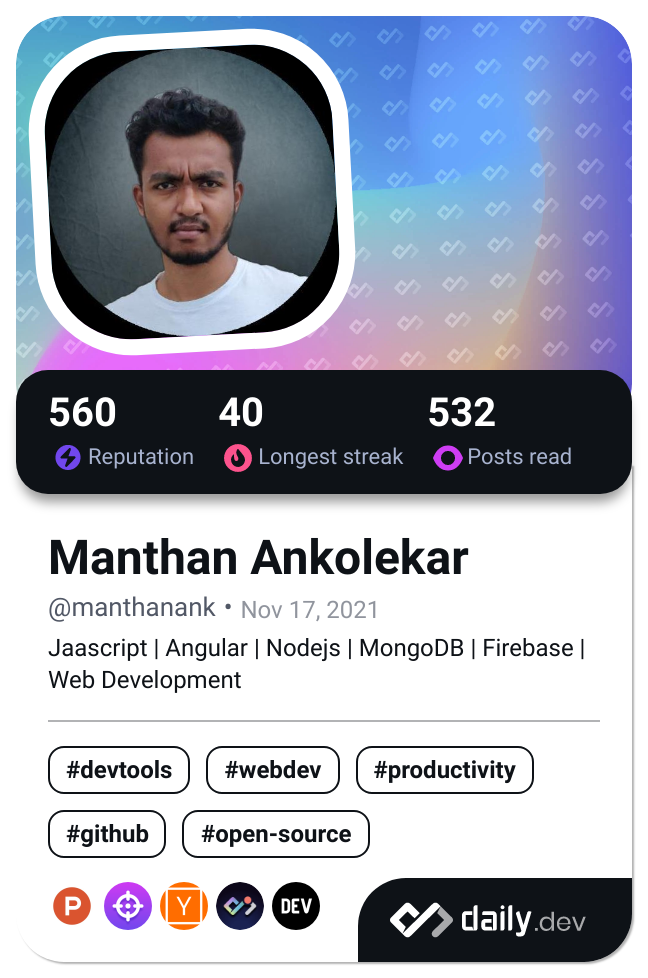 560 40 532
Reputation Longest streak Posts read
Manthan Ankolekar
@manthanank • Nov 17, 2021
Jaascript | Angular | Nodejs | MongoDB | Firebase |
Web Development
#devtools #webdev #productivity
#github #open-source
P Y DEV daily.dev